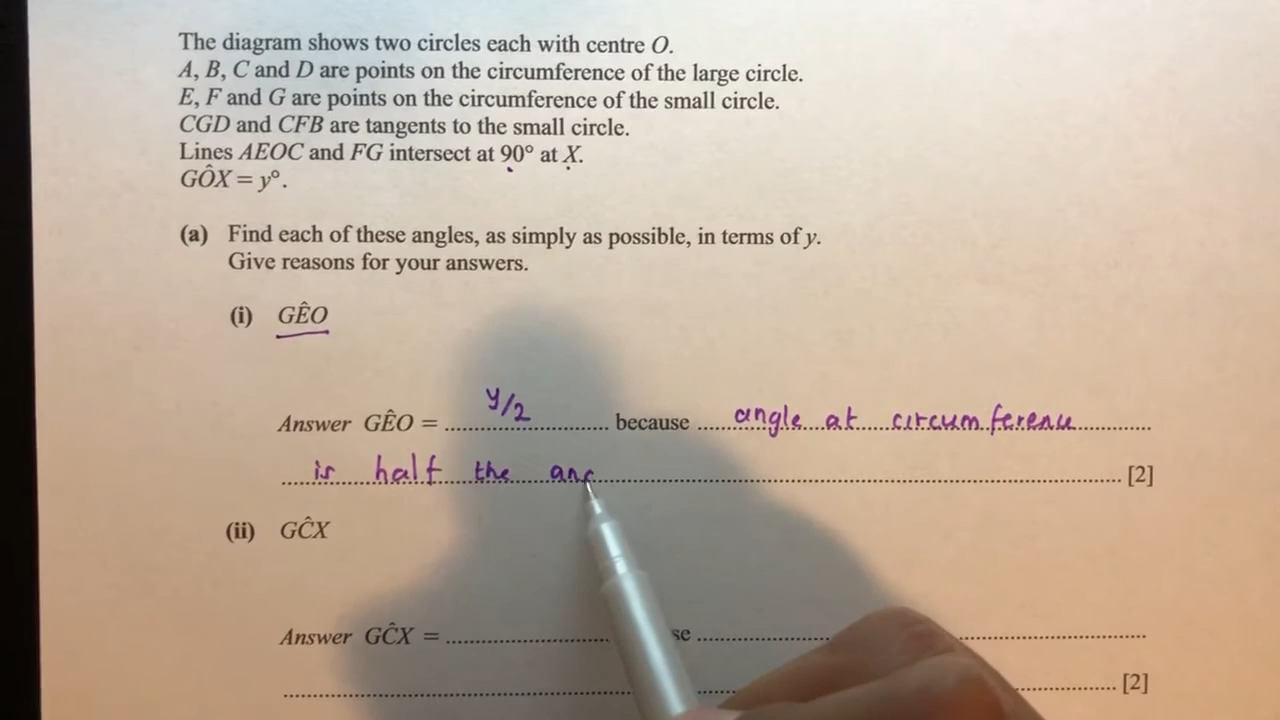 The diagram shows two circles each with centre O.
A, B, C and D are points on the circumference of the large circle.
E, F and G are points on the circumference of the small circle.
CGD and CFB are tangents to the small circle.
Lines AEOC and FG intersect at 90° at X.
GÔX = y°.
(a) Find each of these angles, as simply as possible, in terms of y.
Give reasons for your answers.
(i) GÊO
Answer GÊO = y/2 because angle at circumference
is half the [2]
(ii) GĈX
Answer GĈX = se
[2]